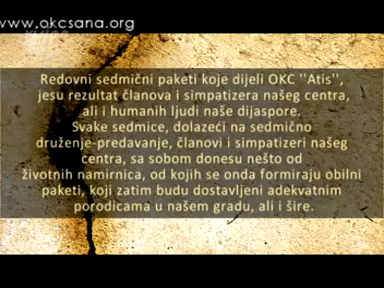 www.okcsana.org
vision
Redovni sedmični paketi koje dijeli OKC "Atis",
jesu rezultat članova i simpatizera našeg centra,
ali i humanih ljudi naše dijaspore.
Svake sedmice, dolazeći na sedmično
druženje-predavanje, članovi i simpatizeri našeg
centra, sa sobom donesu nešto od
životnih namirnica, od kojih se onda formiraju obilni
paketi, koji zatim budu dostavljeni adekvatnim
porodicama u našem gradu, ali i šire.